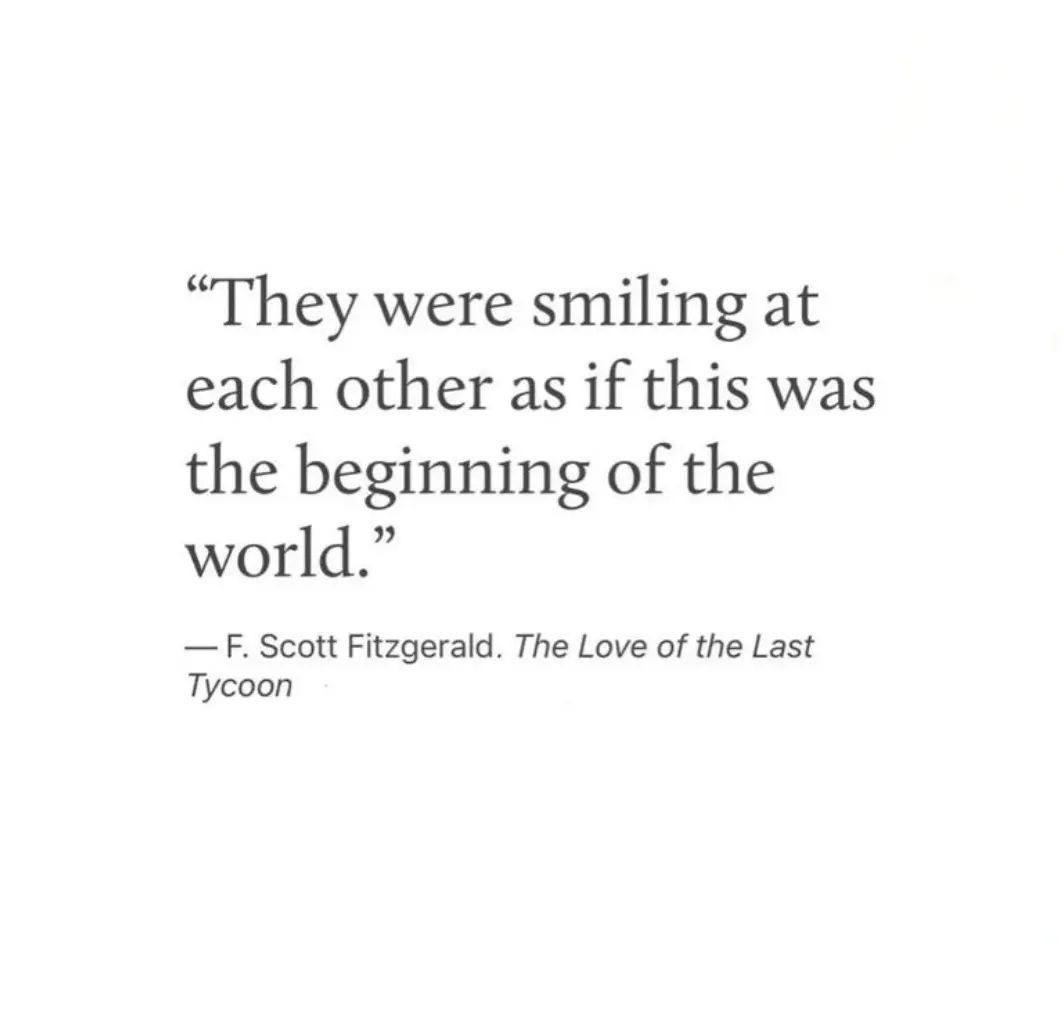 “They were smiling at
each other as if this was
the beginning of the
world.”
— F. Scott Fitzgerald. The Love of the Last
Tycoon